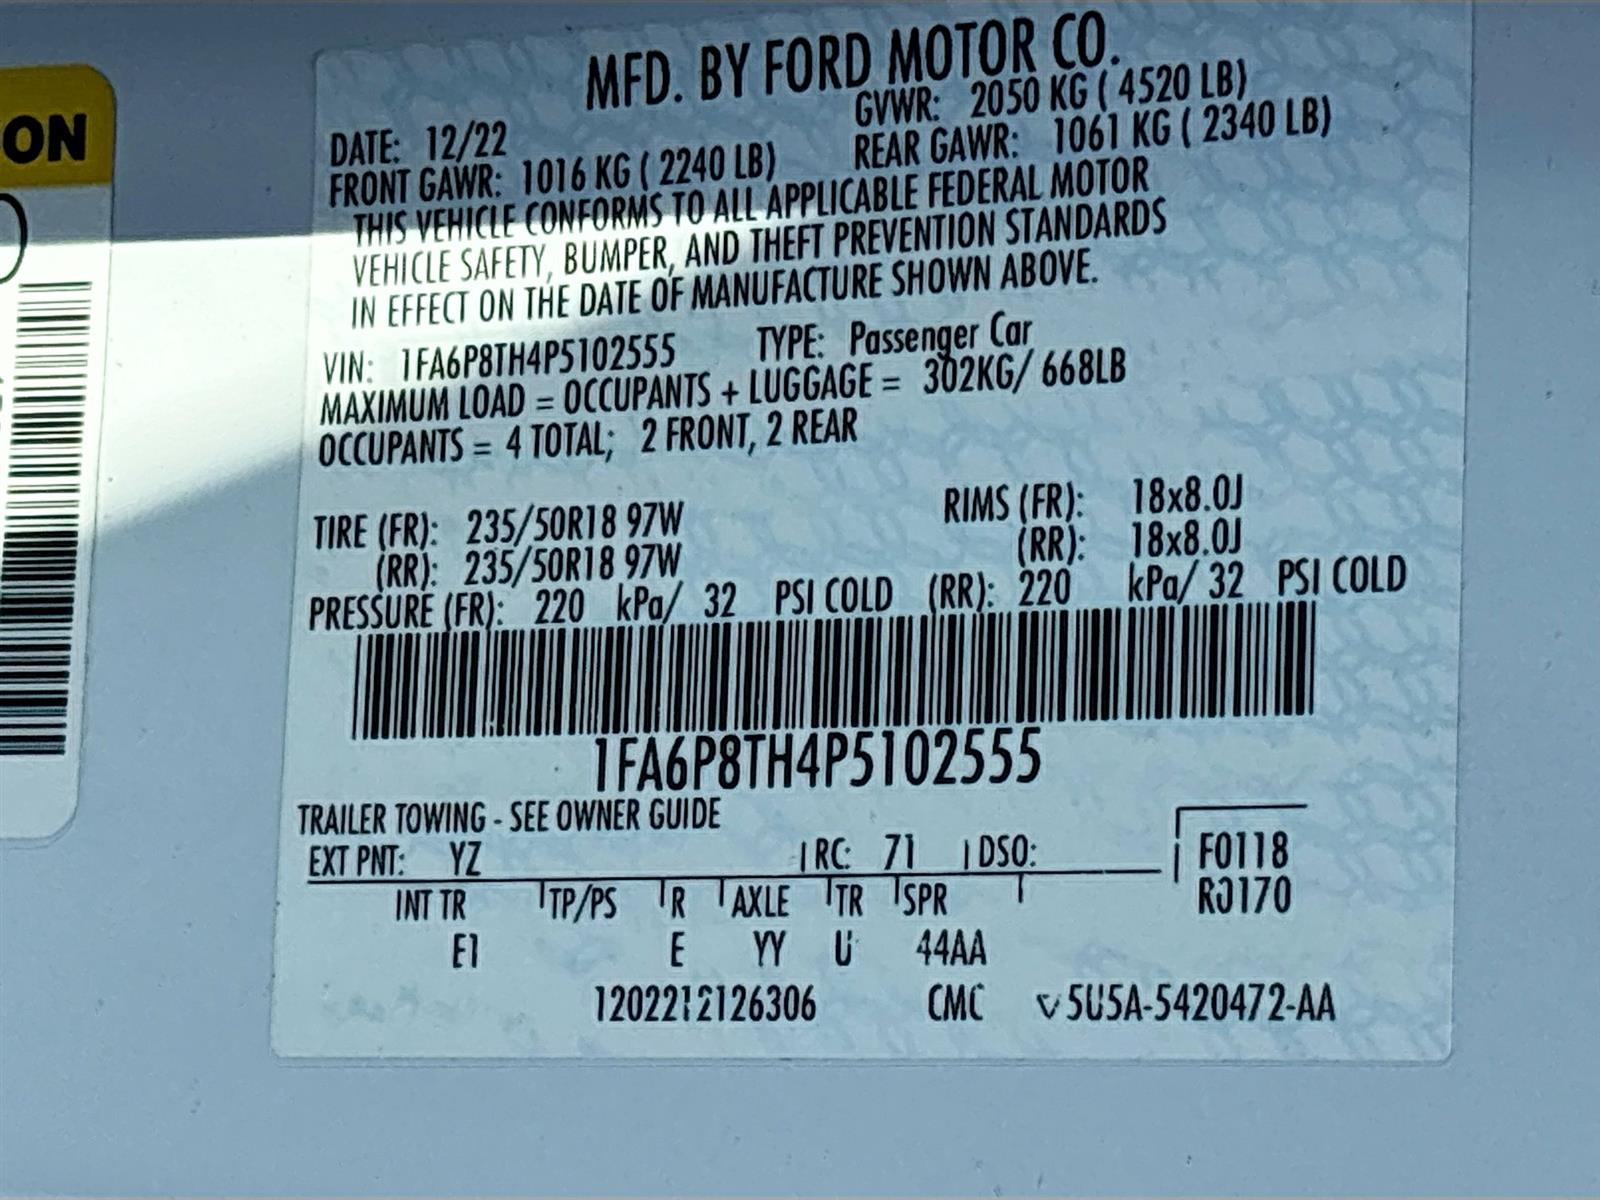 MFD. BY FORD MOTOR CO.
DATE: 12/22 GVWR: 2050 KG ( 4520 LB)
FRONT GAWR: 1016 KG ( 2240 LB) REAR GAWR: 1061 KG ( 2340 LB)
THIS VEHICLE CONFORMS TO ALL APPLICABLE FEDERAL MOTOR
VEHICLE SAFETY, BUMPER, AND THEFT PREVENTION STANDARDS
IN EFFECT ON THE DATE OF MANUFACTURE SHOWN ABOVE.
VIN: 1FA6P8TH4P5102555 TYPE: Passenger Car
MAXIMUM LOAD = OCCUPANTS + LUGGAGE = 302KG/ 668LB
OCCUPANTS = 4 TOTAL; 2 FRONT, 2 REAR
TIRE (FR): 235/50R18 97W RIMS (FR): 18x8.0J
(RR): 235/50R18 97W (RR): 18x8.0J
PRESSURE (FR): 220 kPa/ 32 PSI COLD (RR): 220 kPa/ 32 PSI COLD
1FA6P8TH4P5102555
TRAILER TOWING - SEE OWNER GUIDE
EXT PNT: YZ RC: 71 DSO: F0118
R0170
INT TR TP/PS R AXLE TR SPR
E1 E YY U 44AA
1202212126306 CMC 5U5A-5420472-AA
ON